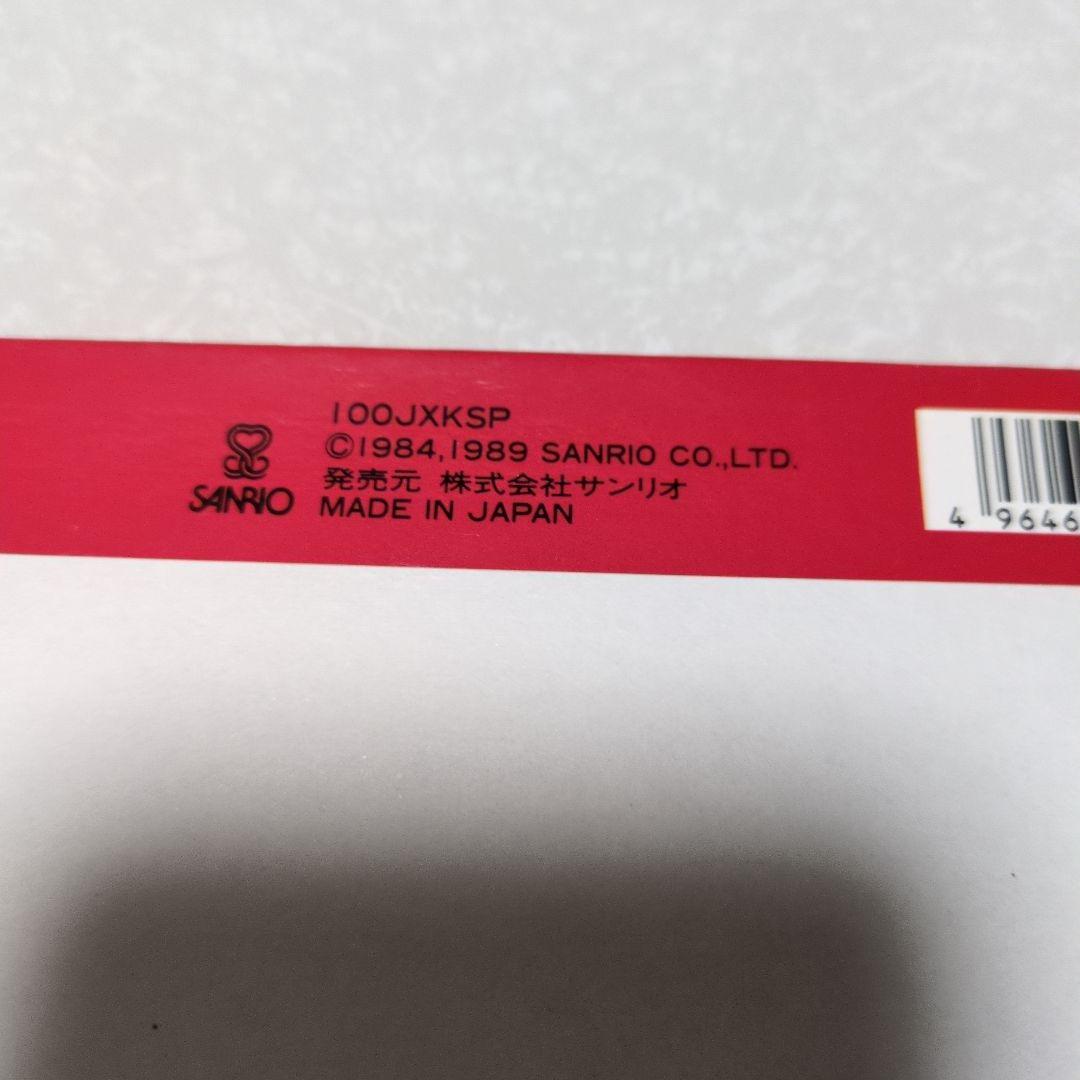 100JXKSP
©1984,1989 SANRIO CO.,LTD.
発売元 株式会社サンリオ
MADE IN JAPAN
SANRIO
4 9646